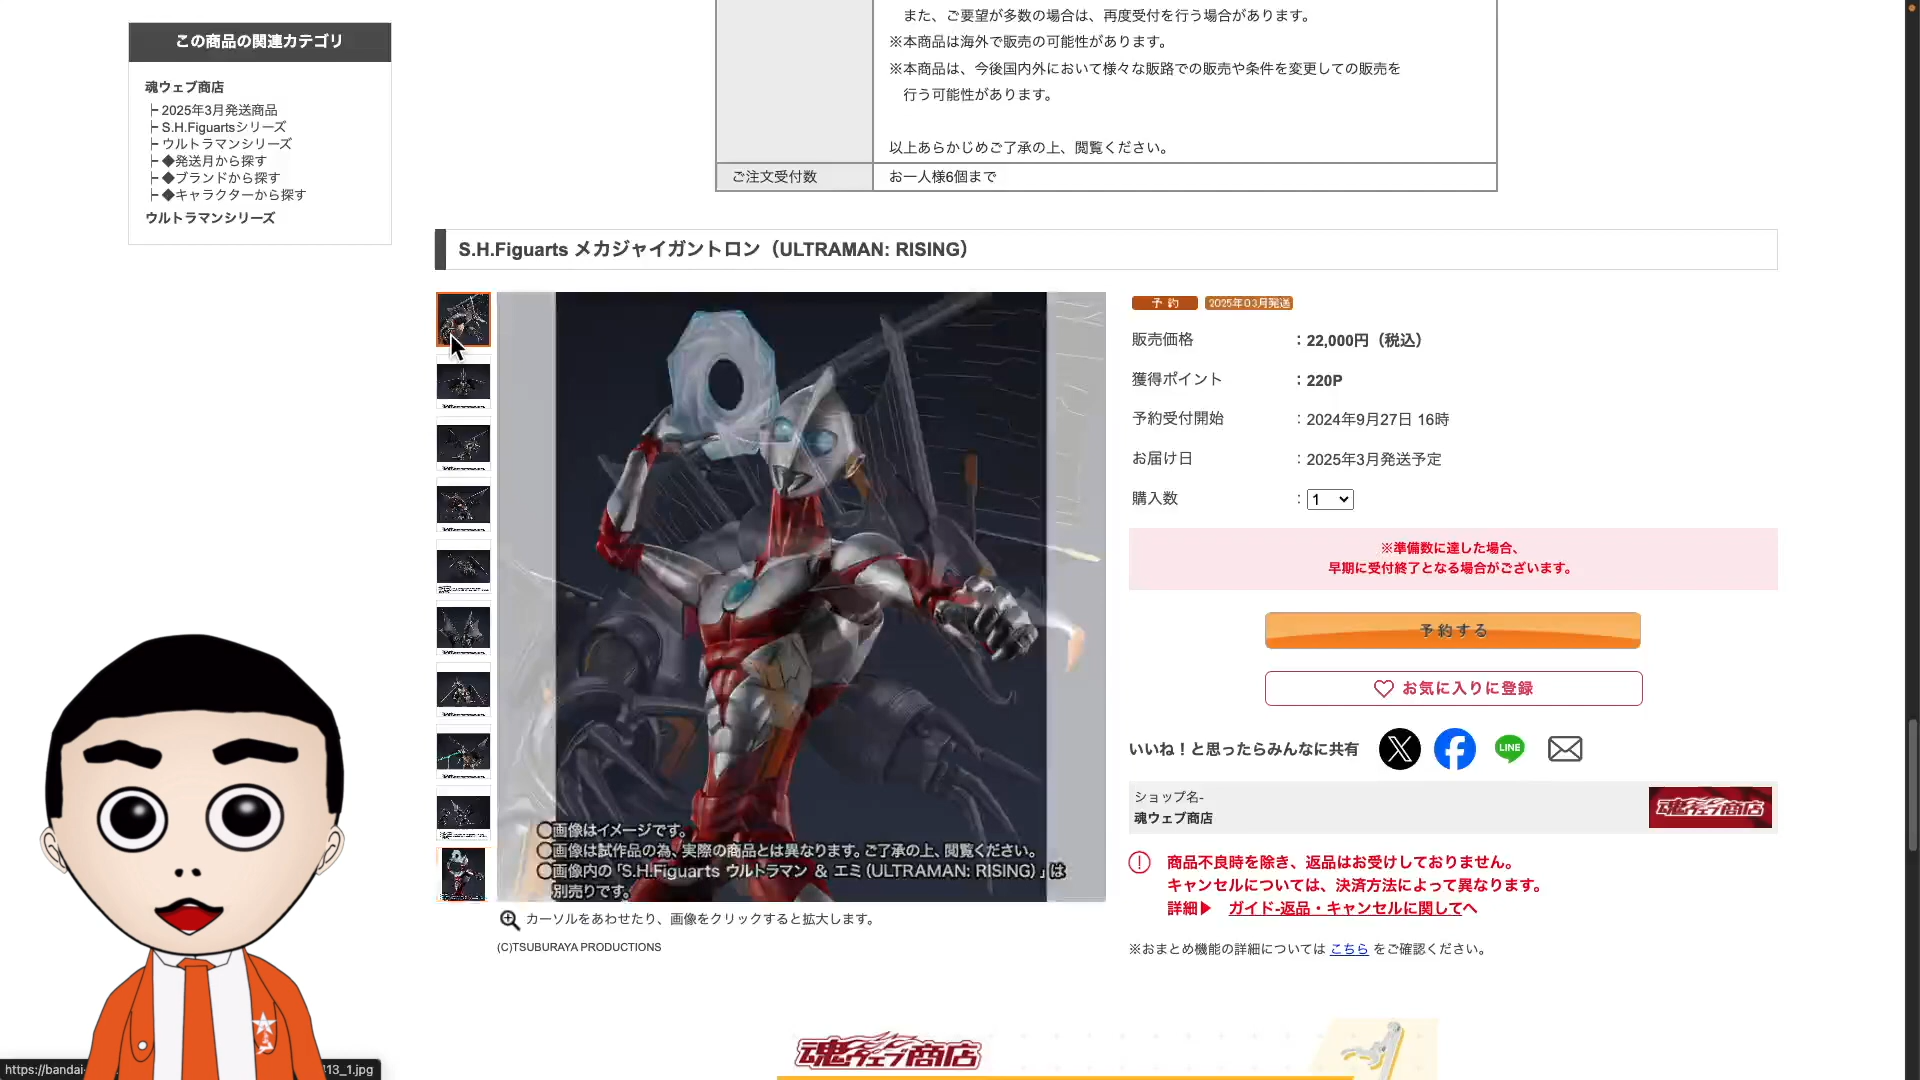 この商品の関連カテゴリ
魂ウェブ商店
├ 2025年3月発送商品
├ S.H.Figuartsシリーズ
├ ウルトラマンシリーズ
├ ◆発送月から探す
├ ◆ブランドから探す
├ ◆キャラクターから探す
ウルトラマンシリーズ
また、ご要望が多数の場合は、再度受付を行う場合があります。
※本商品は海外で販売の可能性があります。
※本商品は、今後国内外において様々な販路での販売や条件を変更しての販売を
行う可能性があります。
以上あらかじめご了承の上、閲覧ください。
ご注文受付数 お一人様6個まで
S.H.Figuarts メカジャイガントロン（ULTRAMAN: RISING）
予約 2025年03月発送
販売価格 ：22,000円（税込）
獲得ポイント ：220P
予約受付開始 ：2024年9月27日 16時
お届け日 ：2025年3月発送予定
購入数 ：1
※準備数に達した場合、
早期に受付終了となる場合がございます。
予約する
お気に入りに登録
いいね！と思ったらみんなに共有
LINE
ショップ名-
魂ウェブ商店
魂ウェブ商店
商品不良時を除き、返品はお受けしておりません。
キャンセルについては、決済方法によって異なります。
詳細▶ ガイド-返品・キャンセルに関してへ
※おまとめ機能の詳細については こちら をご確認ください。
○画像はイメージです。
○画像は試作品の為、実際の商品とは異なります。ご了承の上、閲覧ください。
○画像内の「S.H.Figuarts ウルトラマン ＆ エミ（ULTRAMAN: RISING）」は
別売りです。
カーソルをあわせたり、画像をクリックすると拡大します。
(C)TSUBURAYA PRODUCTIONS
魂ウェブ商店
https://bandai-
13_1.jpg